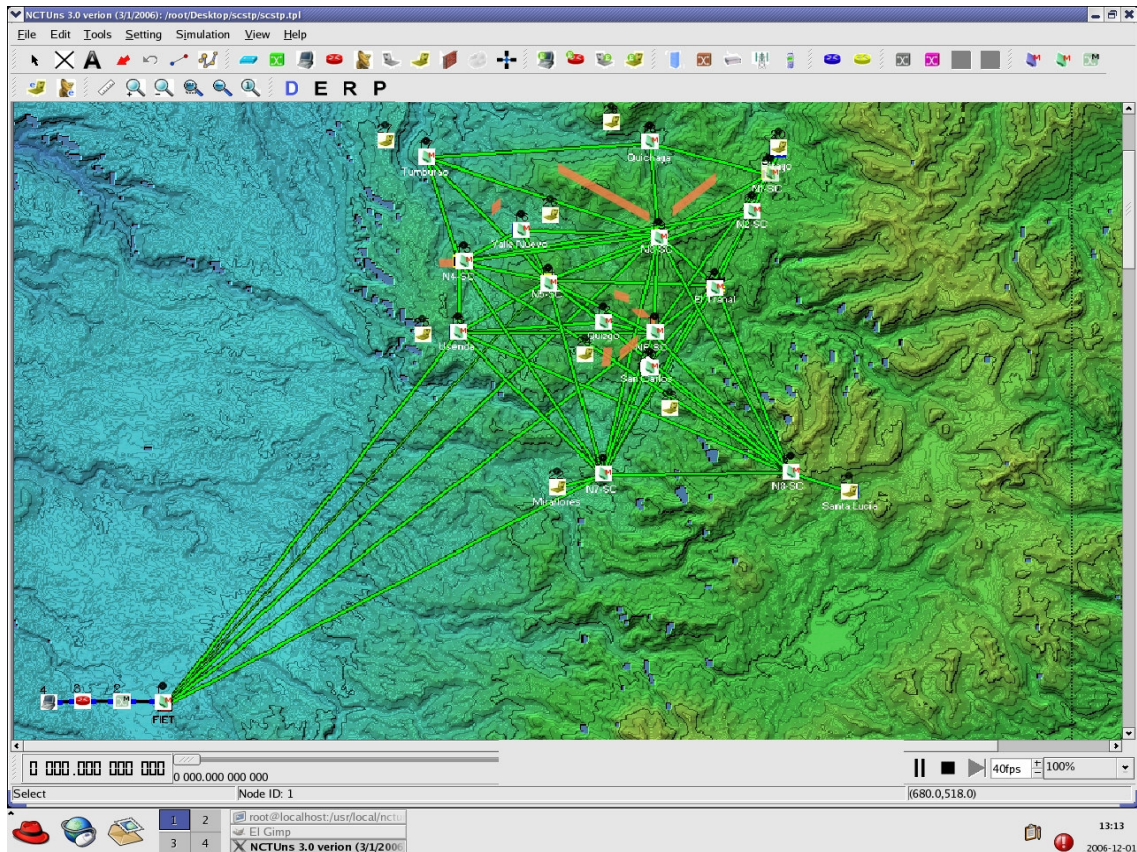 NCTUns 3.0 verion (3/1/2006): /root/Desktop/scstp/scstp.tpl
File Edit Tools Setting Simulation View Help
A
D E R P
Quichaya
Tumburao
N1-SC
N2-SC
Valle Nuevo
N3-SC
N4-SC
N5-SC
Usenda
Quizgo
San Carlos
N7-SC
N8-SC
Miraflores
Santa Lucia
4
FIET
0 000.000 000 000
0 000.000 000 000
40fps
100%
Select
Node ID: 1
(680.0,518.0)
1 2
root@localhost:/usr/local/nctu
El Gimp
3 4
NCTUns 3.0 verion (3/1/2006
13:13
2006-12-01